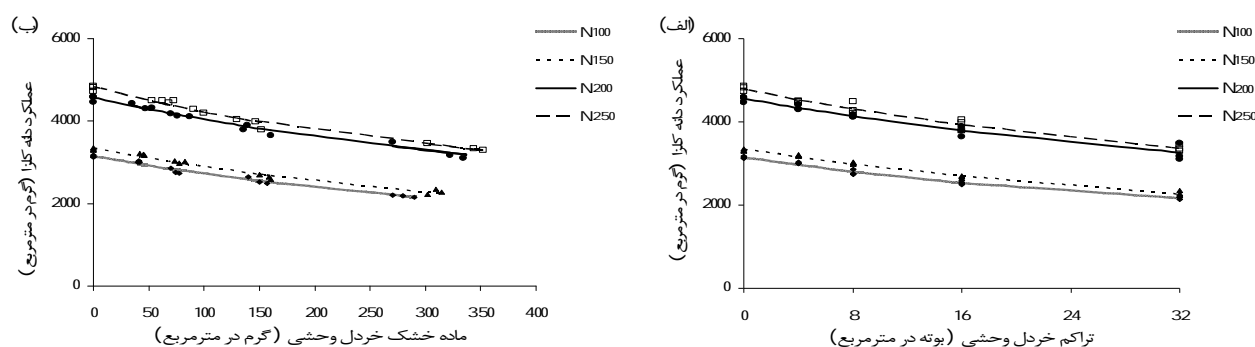 (ب)
6000
4000
2000
0
عملکرد دانه کلزا (گرم در مترمربع)
0 50 100 150 200 250 300 350 400
ماده خشک خردل وحشی (گرم در مترمربع)
N100
N150
N200
N250
(الف)
6000
4000
2000
0
عملکرد دانه کلزا (گرم در مترمربع)
0 8 16 24 32
تراکم خردل وحشی (بوته در مترمربع)
N100
N150
N200
N250